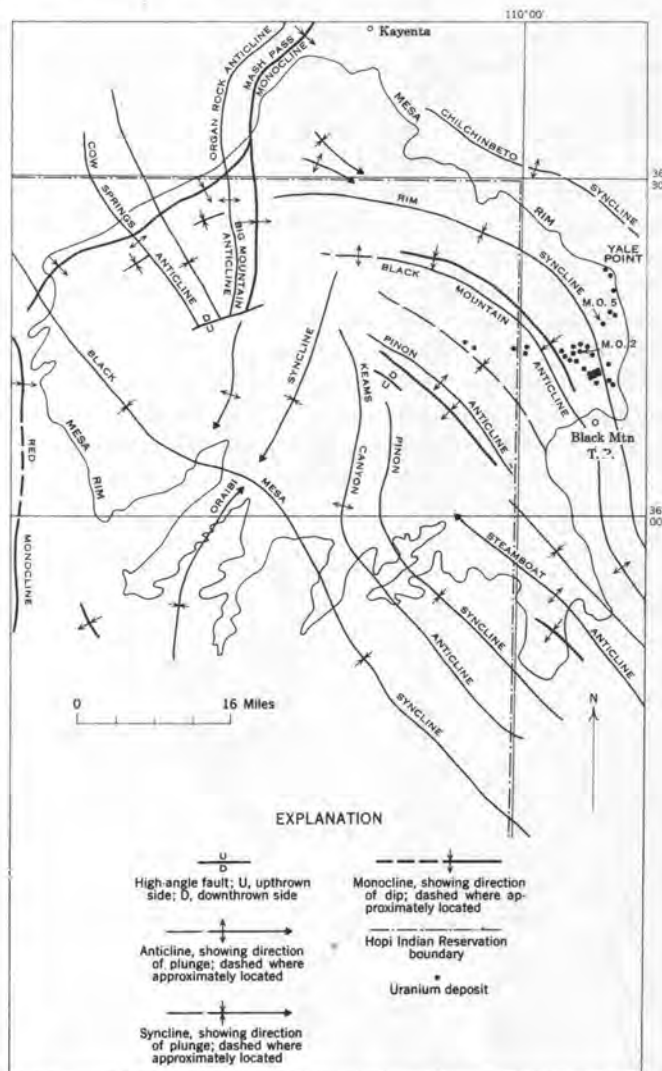 110°00'
Kayenta
ORGAN ROCK ANTICLINE
MASH PASS
MONOCLINE
MESA
CHILCHINBETO
SYNCLINE
36°
30'
COW
SPRINGS
ANTICLINE
BIG MOUNTAIN
ANTICLINE
RIM
RIM
SYNCLINE
YALE
POINT
M.O. 5
M.O. 2
BLACK
MOUNTAIN
ANTICLINE
D
U
SYNCLINE
PINON
ANTICLINE
D
U
KEAMS
CANYON
ANTICLINE
PINON
SYNCLINE
Black Mtn
T.P.
BLACK
MESA
SYNCLINE
MESA
RIM
RED
MONOCLINE
ORAIBI
36°
00'
STEAMBOAT
ANTICLINE
0 16 Miles
N
EXPLANATION
U
D
High-angle fault; U, upthrown
side; D, downthrown side
Anticline, showing direction
of plunge; dashed where
approximately located
Syncline, showing direction
of plunge; dashed where
approximately located
Monocline, showing direction
of dip; dashed where ap-
proximately located
Hopi Indian Reservation
boundary
Uranium deposit